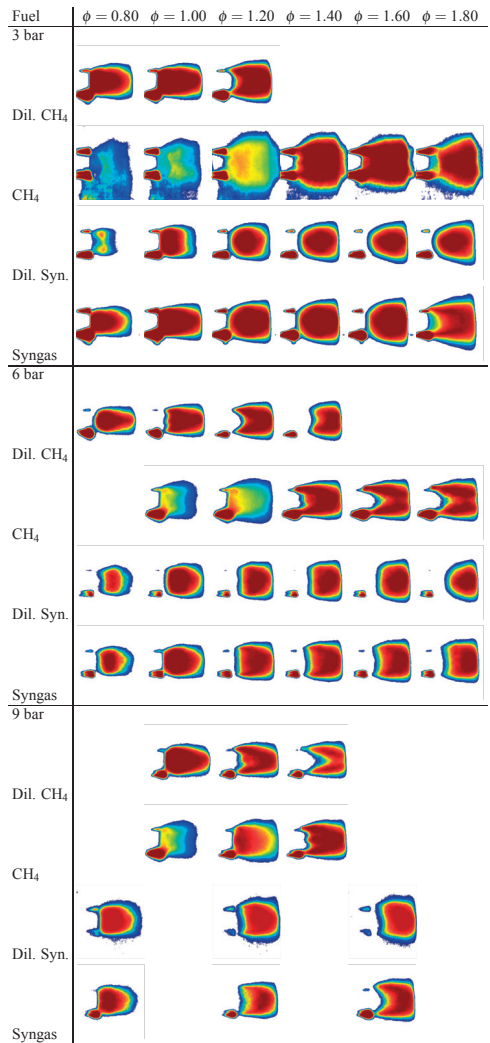 Fuel ϕ = 0.80 ϕ = 1.00 ϕ = 1.20 ϕ = 1.40 ϕ = 1.60 ϕ = 1.80
3 bar
Dil. CH₄
CH₄
Dil. Syn.
Syngas
6 bar
Dil. CH₄
CH₄
Dil. Syn.
Syngas
9 bar
Dil. CH₄
CH₄
Dil. Syn.
Syngas